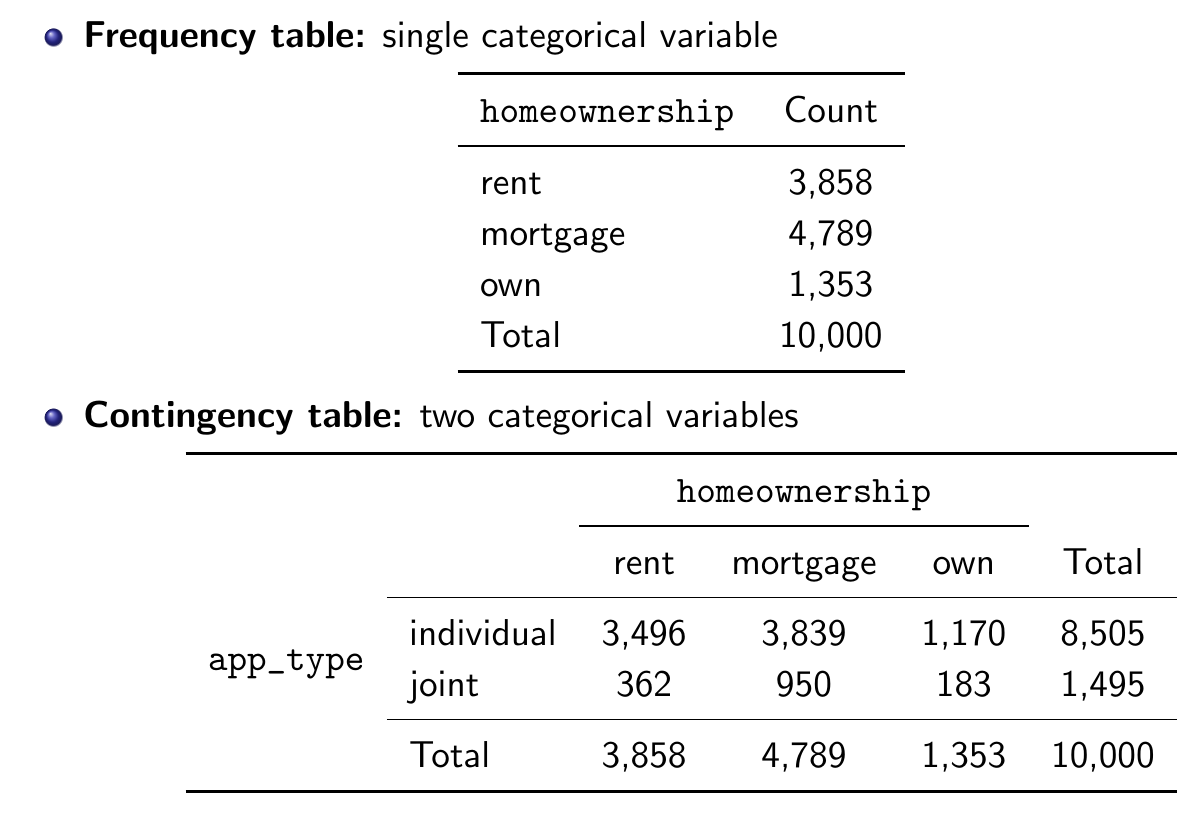 Frequency table: single categorical variable
homeownership Count
rent 3,858
mortgage 4,789
own 1,353
Total 10,000
Contingency table: two categorical variables
homeownership
rent mortgage own Total
individual 3,496 3,839 1,170 8,505
app_type
joint 362 950 183 1,495
Total 3,858 4,789 1,353 10,000